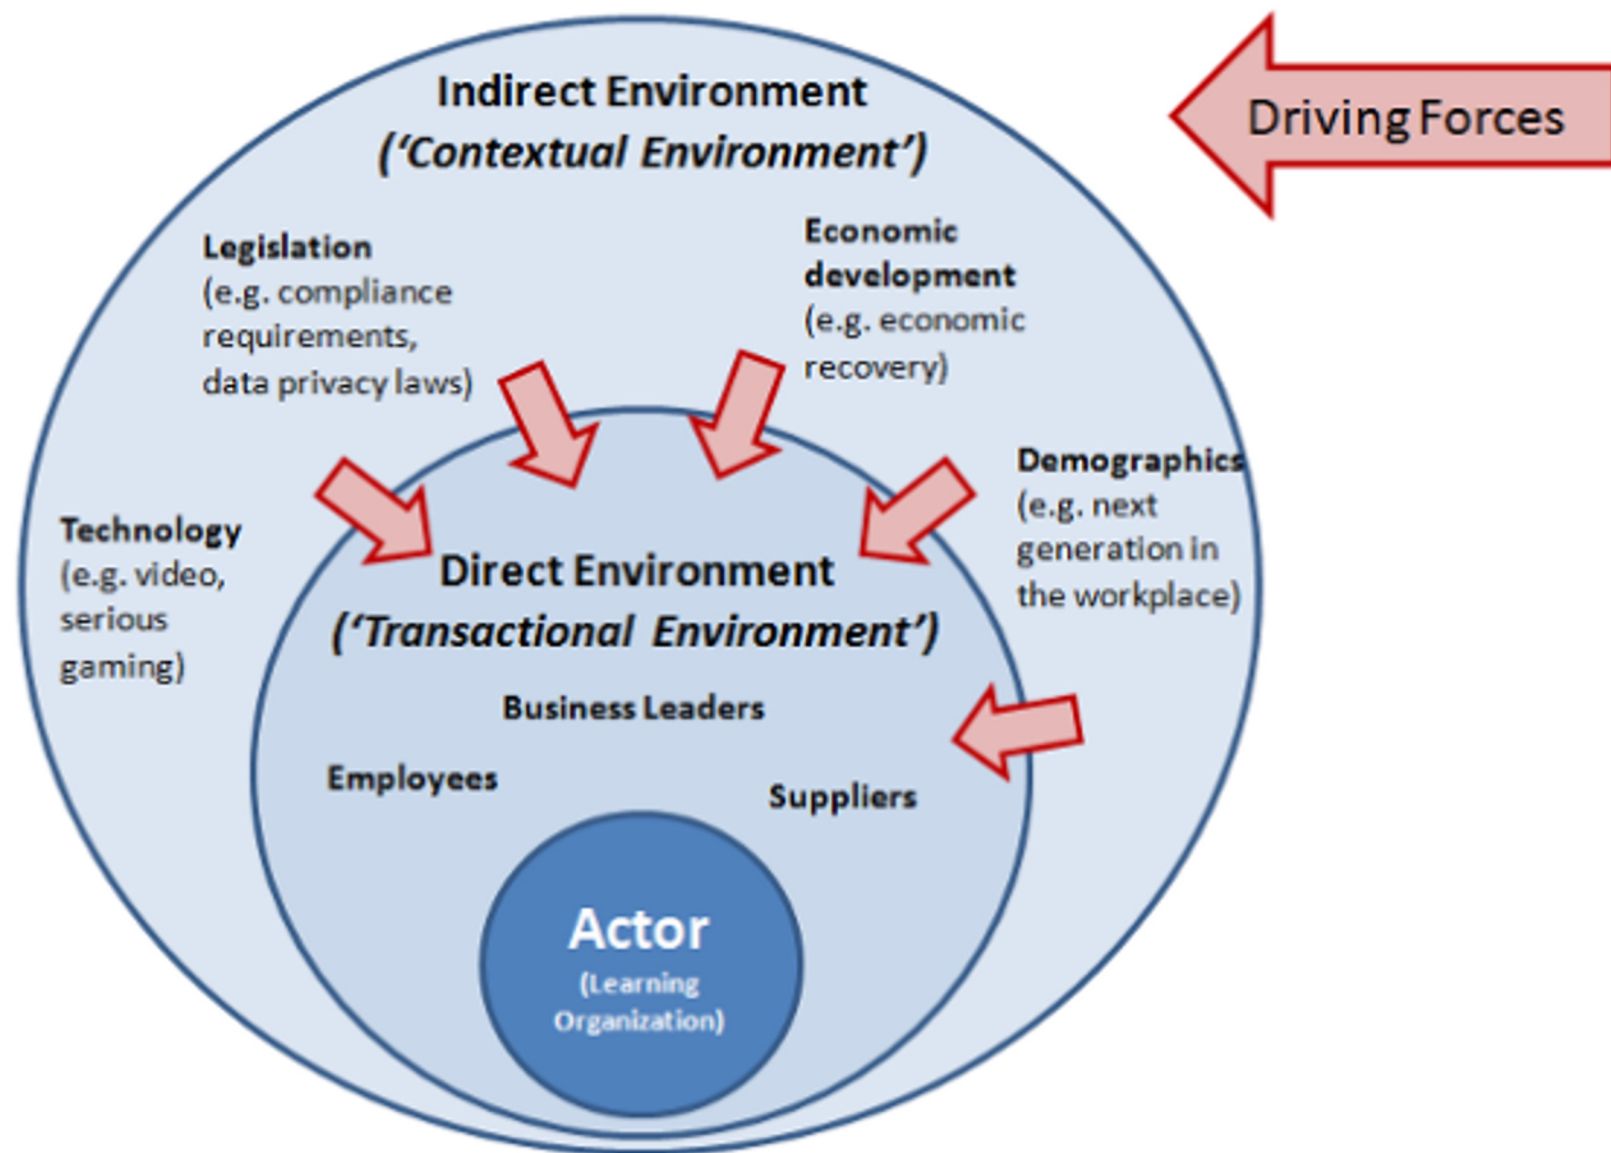 Indirect Environment
(‘Contextual Environment’)
Driving Forces
Legislation
(e.g. compliance
requirements,
data privacy laws)
Economic
development
(e.g. economic
recovery)
Technology
(e.g. video,
serious
gaming)
Demographics
(e.g. next
generation in
the workplace)
Direct Environment
(‘Transactional Environment’)
Business Leaders
Employees
Suppliers
Actor
(Learning
Organization)